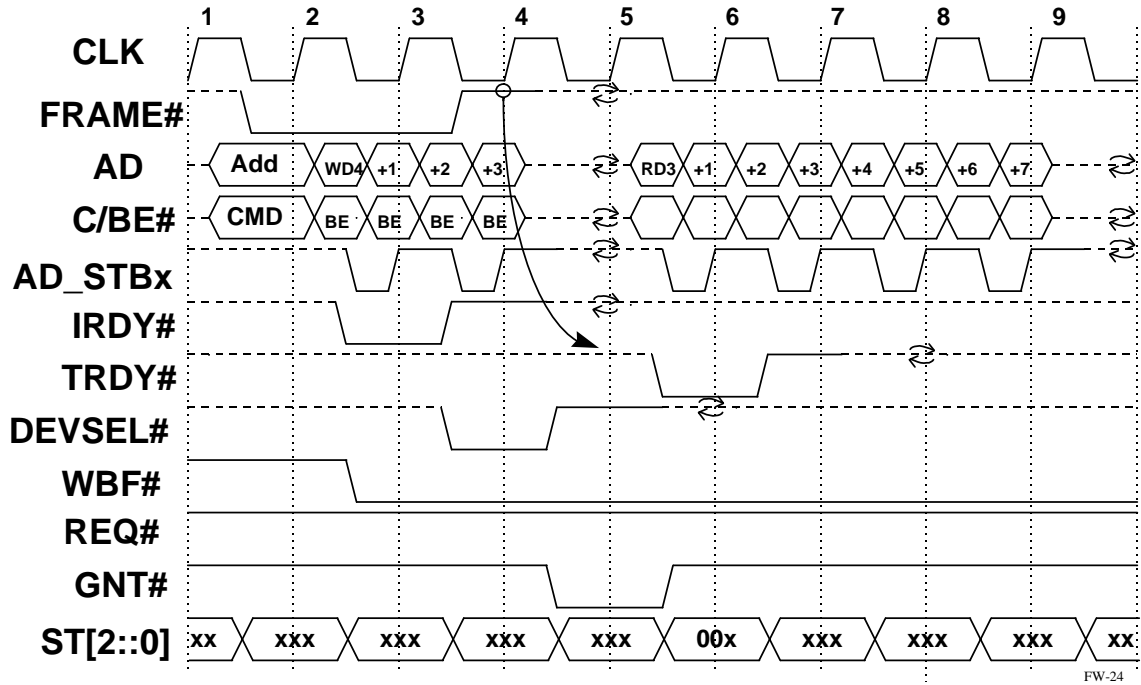 1 2 3 4 5 6 7 8 9
CLK
FRAME#
AD Add WD4 +1 +2 +3 RD3 +1 +2 +3 +4 +5 +6 +7
C/BE# CMD BE BE BE BE
AD_STBx
IRDY#
TRDY#
DEVSEL#
WBF#
REQ#
GNT#
ST[2::0] xx xxx xxx xxx xxx 00x xxx xxx xxx xx
FW-24